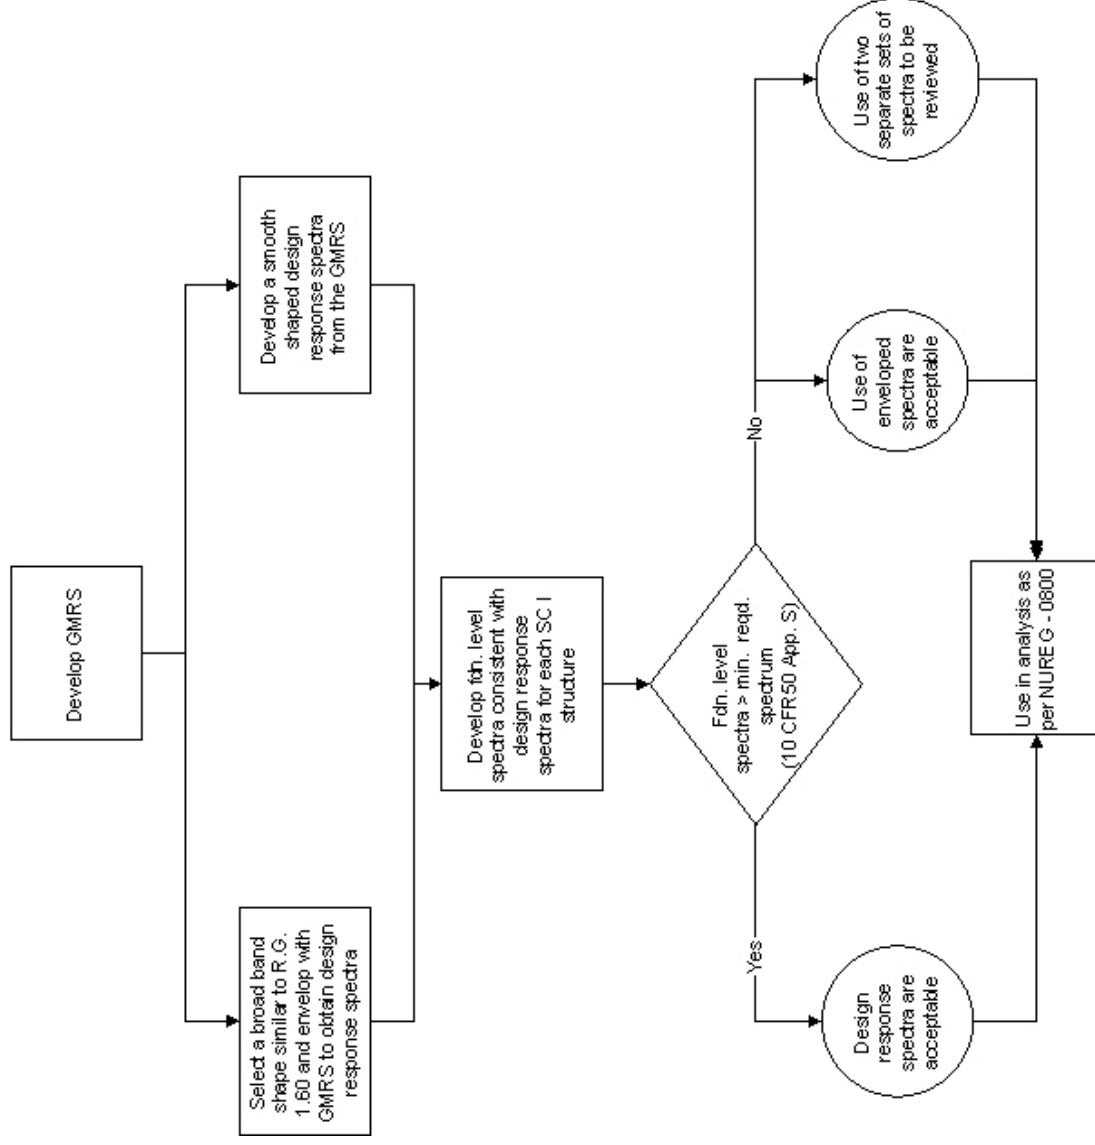 Develop GMRS
Select a broad band
shape similar to R.G.
1.60 and envelop with
GMRS to obtain design
response spectra
Develop a smooth
shaped design
response spectra
from the GMRS
Develop fdn. level
spectra consistent with
design response
spectra for each SC I
structure
Fdn. level
spectra > min. reqd.
spectrum
(10 CFR50 App. S)
Yes
No
Design
response
spectra are
acceptable
Use of
enveloped
spectra are
acceptable
Use of two
separate sets of
spectra to be
reviewed
Use in analysis as
per NUREG - 0800